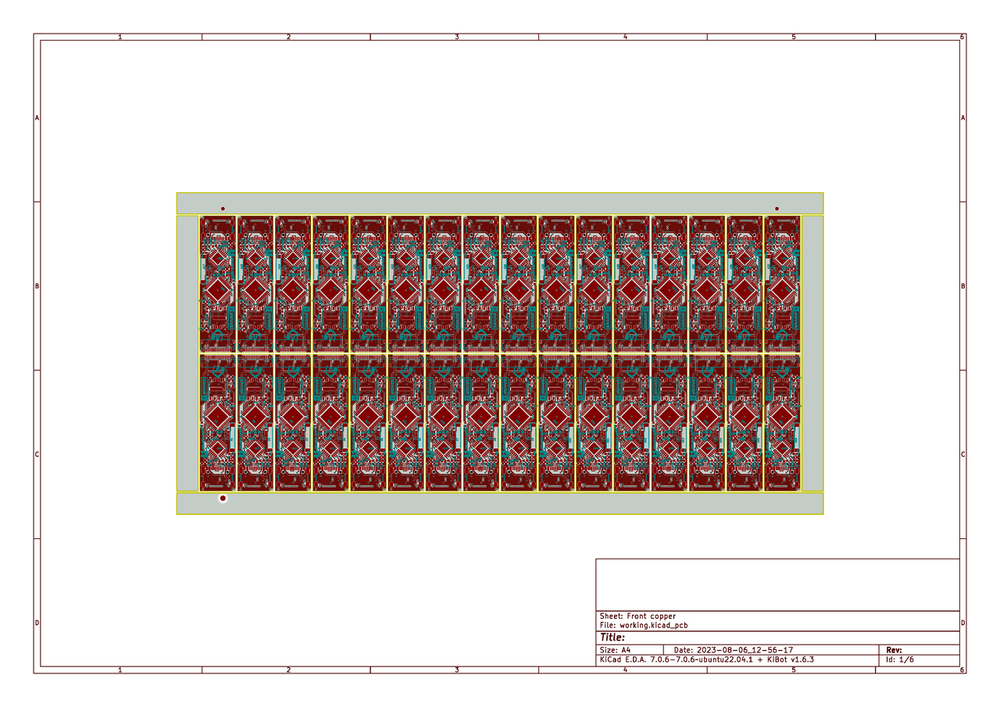 1 2 3 4 5 6
A A
B B
C C
D D
Sheet: Front copper
File: working.kicad_pcb
Title:
Size: A4 Date: 2023-08-06_12-56-17 Rev:
KiCad E.D.A. 7.0.6-7.0.6~ubuntu22.04.1 + KiBot v1.6.3 Id: 1/6
1 2 3 4 5 6